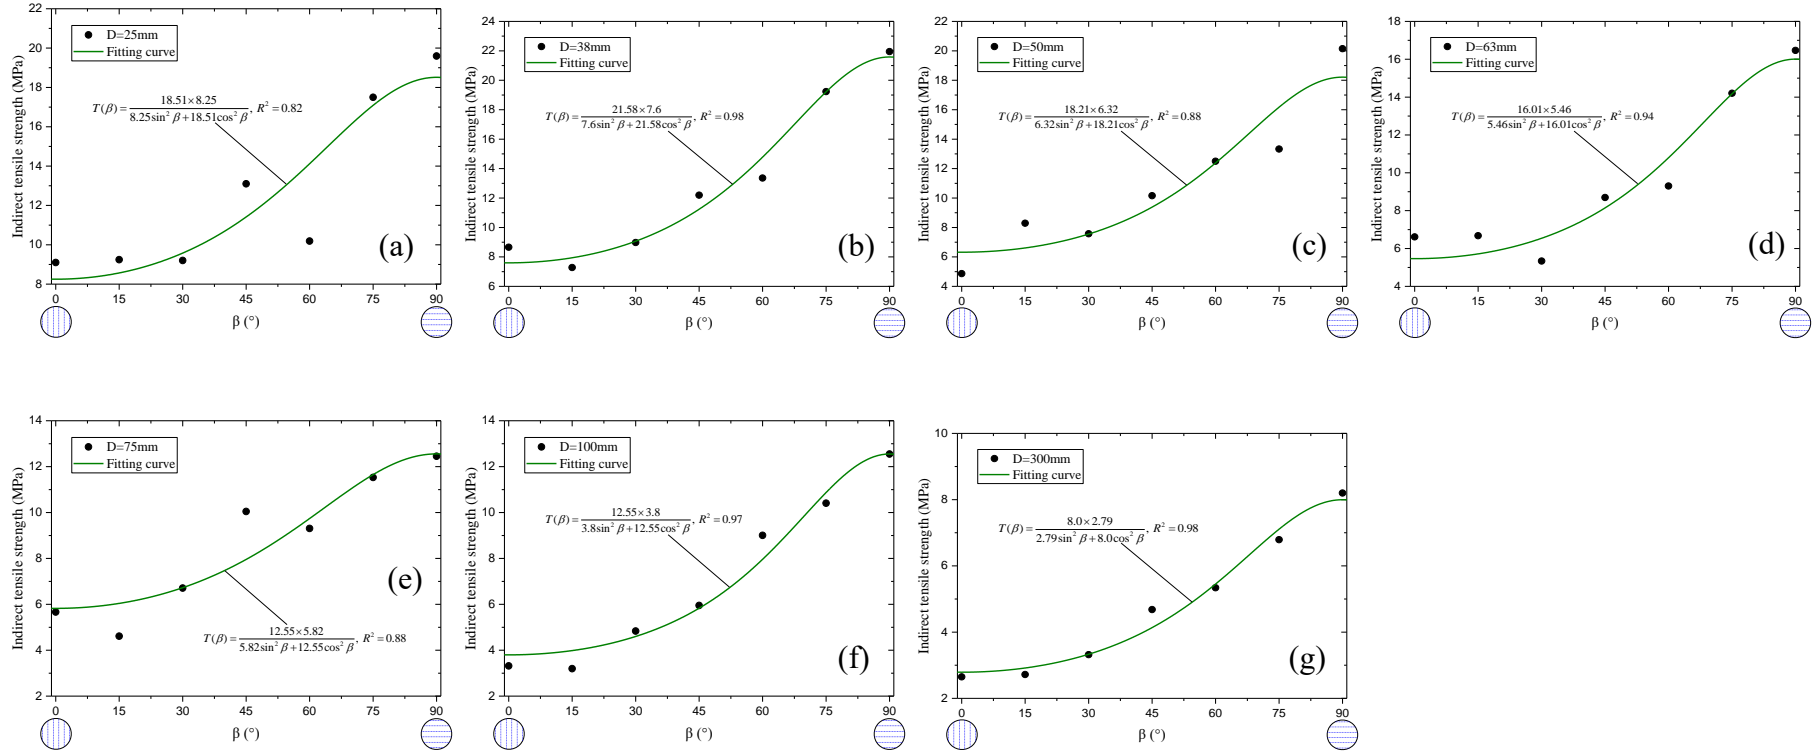 22
20
18
16
14
12
10
8
Indirect tensile strength (MPa)
D=25mm
Fitting curve
T(β) = 18.51×8.25 / 8.25sin² β+18.51cos² β, R² = 0.82
(a)
0 15 30 45 60 75 90
β (°)
24
22
20
18
16
14
12
10
8
6
Indirect tensile strength (MPa)
D=38mm
Fitting curve
T(β) = 21.58×7.6 / 7.6sin² β+21.58cos² β, R² = 0.98
(b)
0 15 30 45 60 75 90
β (°)
22
20
18
16
14
12
10
8
6
4
Indirect tensile strength (MPa)
D=50mm
Fitting curve
T(β) = 18.21×6.32 / 6.32sin² β+18.21cos² β, R² = 0.88
(c)
0 15 30 45 60 75 90
β (°)
18
16
14
12
10
8
6
4
Indirect tensile strength (MPa)
D=63mm
Fitting curve
T(β) = 16.01×5.46 / 5.46sin² β+16.01cos² β, R² = 0.94
(d)
0 15 30 45 60 75 90
β (°)
14
12
10
8
6
4
2
Indirect tensile strength (MPa)
D=75mm
Fitting curve
(e)
T(β) = 12.55×5.82 / 5.82sin² β+12.55cos² β, R² = 0.88
0 15 30 45 60 75 90
β (°)
14
12
10
8
6
4
2
Indirect tensile strength (MPa)
D=100mm
Fitting curve
T(β) = 12.55×3.8 / 3.8sin² β+12.55cos² β, R² = 0.97
(f)
0 15 30 45 60 75 90
β (°)
10
8
6
4
2
Indirect tensile strength (MPa)
D=300mm
Fitting curve
T(β) = 8.0×2.79 / 2.79sin² β+8.0cos² β, R² = 0.98
(g)
0 15 30 45 60 75 90
β (°)